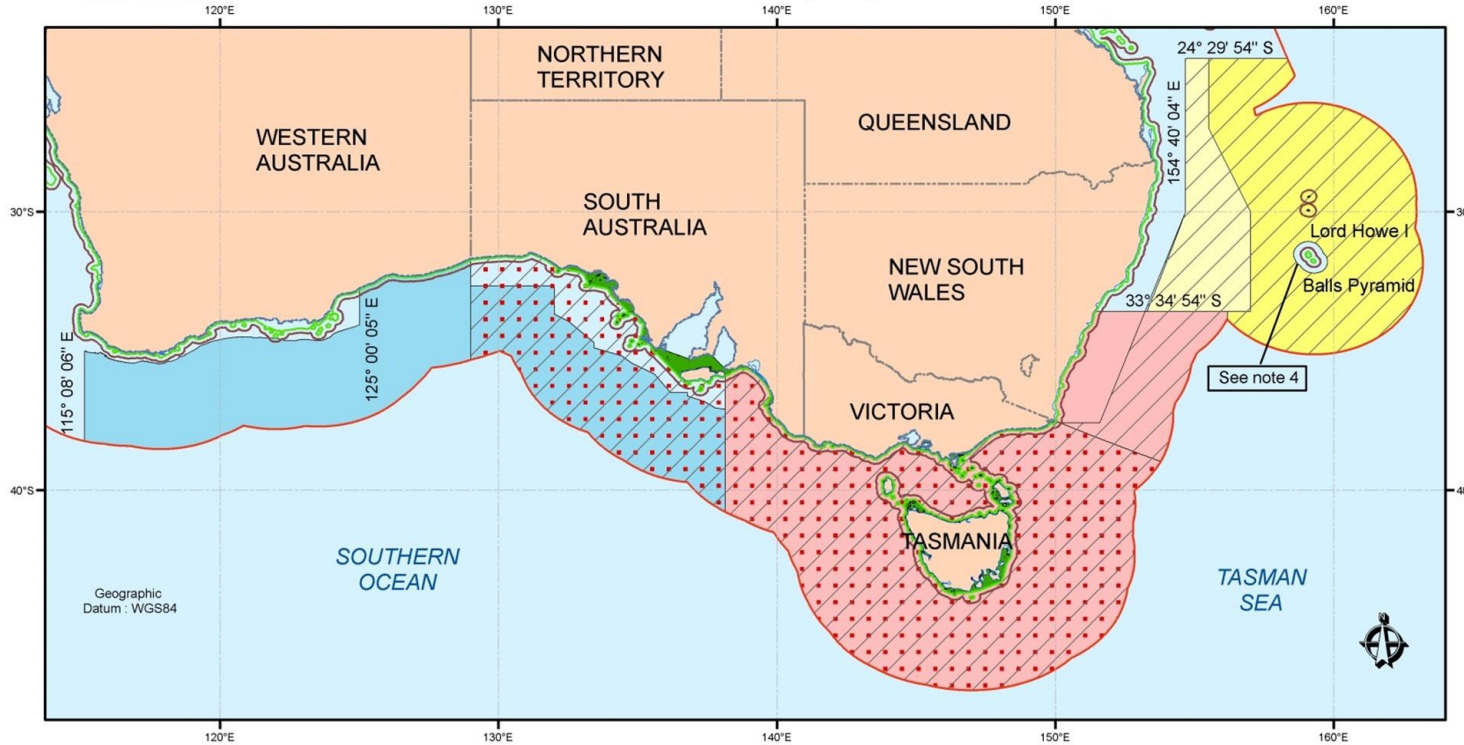 120°E
130°E
140°E
150°E
160°E
24° 29' 54" S
NORTHERN
TERRITORY
154° 40' 04" E
QUEENSLAND
WESTERN
AUSTRALIA
SOUTH
AUSTRALIA
30°S
30
Lord Howe I
NEW SOUTH
WALES
Balls Pyramid
33° 34' 54" S
115° 08' 06" E
125° 00' 05" E
See note 4
VICTORIA
40°S
40
TASMANIA
SOUTHERN
OCEAN
TASMAN
SEA
Geographic
Datum : WGS84
120°E
130°E
140°E
150°E
160°E